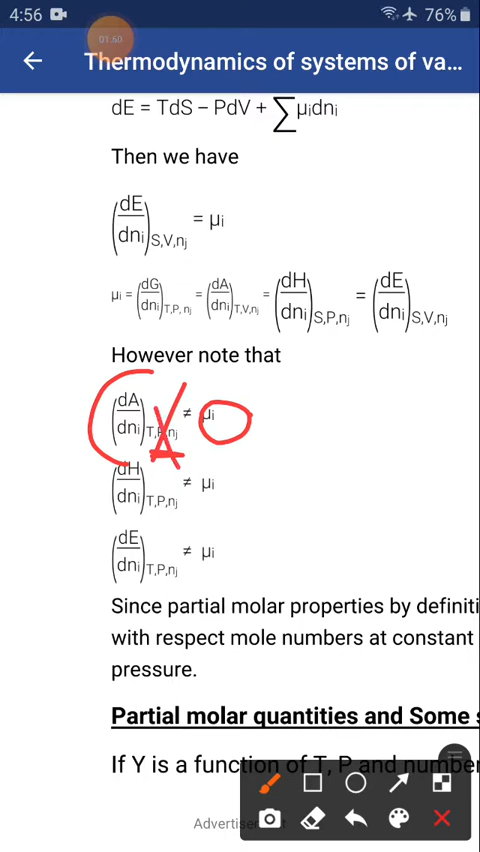 4:56 76%
01:50
Thermodynamics of systems of va...
dE = TdS – PdV + ∑μᵢdnᵢ
Then we have
(dE/dnᵢ)S,V,nⱼ = μᵢ
μᵢ = (dG/dnᵢ)T,P, nⱼ = (dA/dnᵢ)T,V,nⱼ = (dH/dnᵢ)S,P,nⱼ = (dE/dnᵢ)S,V,nⱼ
However note that
(dA/dnᵢ)T,P,nⱼ ≠ μᵢ
(dH/dnᵢ)T,P,nⱼ ≠ μᵢ
(dE/dnᵢ)T,P,nⱼ ≠ μᵢ
Since partial molar properties by definiti
with respect mole numbers at constant
pressure.
Partial molar quantities and Some s
If Y is a function of T, P and number